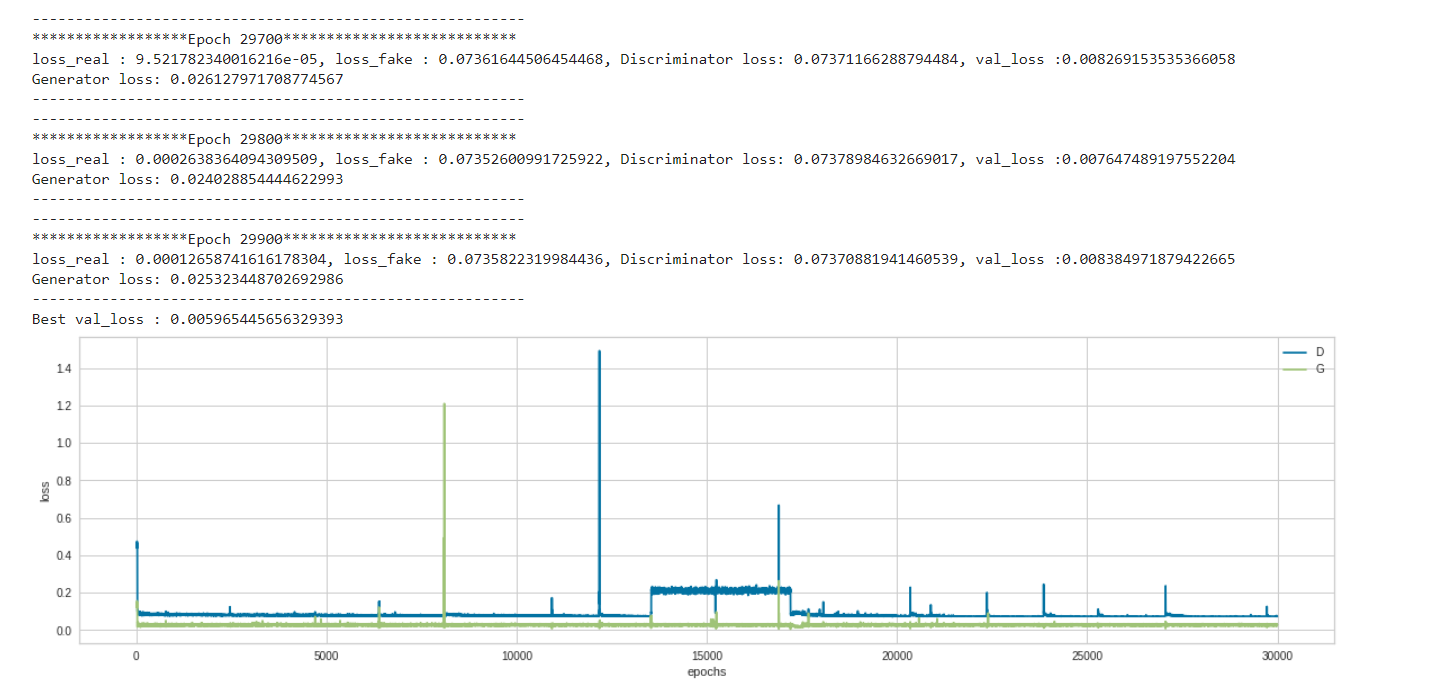 ------------------------------------------------------------
******************Epoch 29700***************************
loss_real : 9.521782340016216e-05, loss_fake : 0.07361644506454468, Discriminator loss: 0.07371166288794484, val_loss :0.008269153535366058
Generator loss: 0.026127971708774567
------------------------------------------------------------
------------------------------------------------------------
******************Epoch 29800***************************
loss_real : 0.0002638364094309509, loss_fake : 0.07352600991725922, Discriminator loss: 0.07378984632669017, val_loss :0.007647489197552204
Generator loss: 0.024028854444622993
------------------------------------------------------------
------------------------------------------------------------
******************Epoch 29900***************************
loss_real : 0.00012658741616178304, loss_fake : 0.0735822319984436, Discriminator loss: 0.07370881941460539, val_loss :0.008384971879422665
Generator loss: 0.025323448702692986
------------------------------------------------------------
Best val_loss : 0.005965445656329393
D
G
1.4
1.2
1.0
0.8
0.6
0.4
0.2
0.0
loss
0 5000 10000 15000 20000 25000 30000
epochs